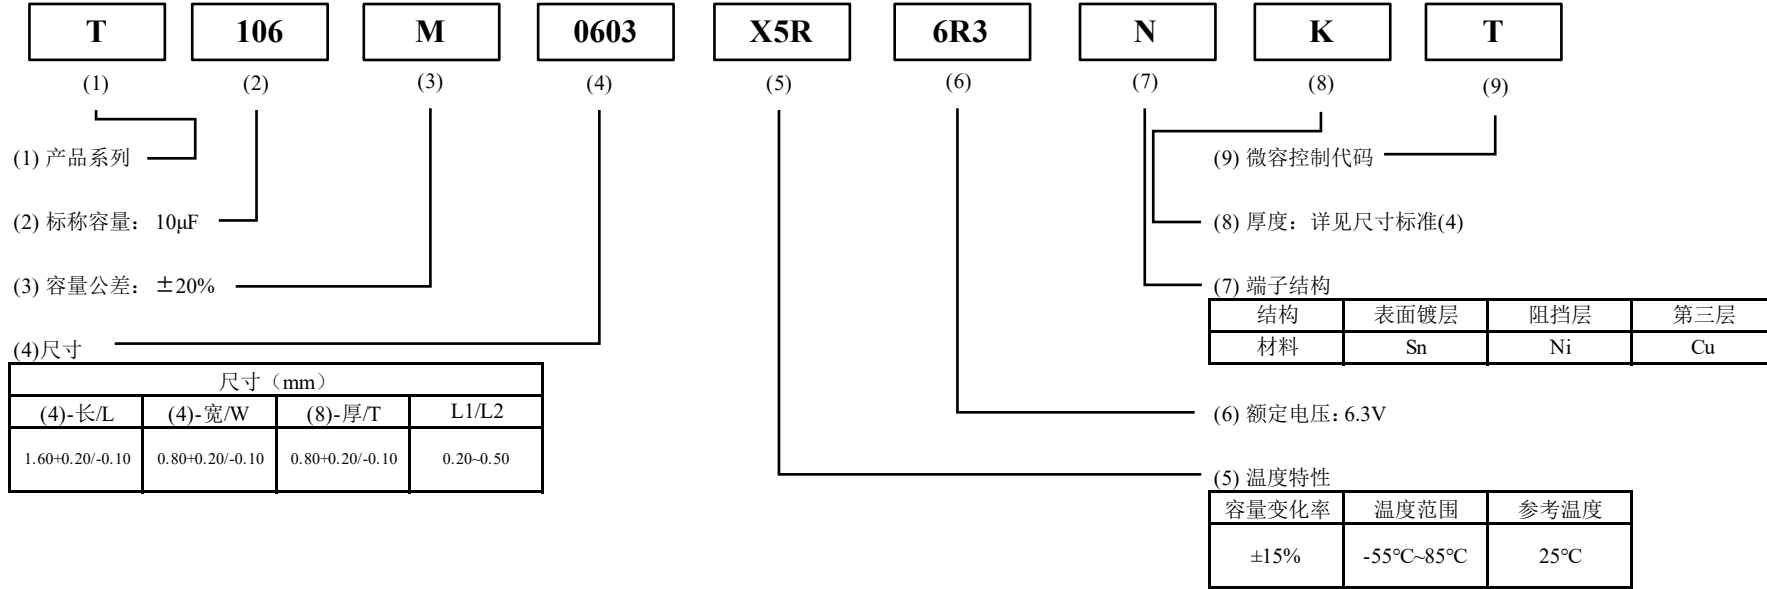 T 106 M 0603 X5R 6R3 N K T
(1) (2) (3) (4) (5) (6) (7) (8) (9)
(1) 产品系列
(9) 微容控制代码
(2) 标称容量： 10μF
(8) 厚度：详见尺寸标准(4)
(3) 容量公差： ±20%
(7) 端子结构
结构 表面镀层 阻挡层 第三层
材料 Sn Ni Cu
(4)尺寸
尺寸（mm）
(4)-长/L (4)-宽/W (8)-厚/T L1/L2
1.60+0.20/-0.10 0.80+0.20/-0.10 0.80+0.20/-0.10 0.20~0.50
(6) 额定电压：6.3V
(5) 温度特性
容量变化率 温度范围 参考温度
±15% -55℃~85℃ 25℃